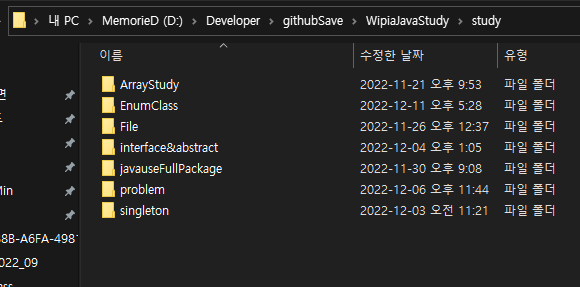 내 PC > MemorieD (D:) > Developer > githubSave > WipiaJavaStudy > study
이름 수정한 날짜 유형
ArrayStudy 2022-11-21 오후 9:53 파일 폴더
EnumClass 2022-12-11 오후 5:28 파일 폴더
File 2022-11-26 오후 12:37 파일 폴더
interface&abstract 2022-12-04 오후 1:05 파일 폴더
javauseFullPackage 2022-11-30 오후 9:08 파일 폴더
problem 2022-12-06 오후 11:44 파일 폴더
singleton 2022-12-03 오전 11:21 파일 폴더
면
Min
8B-A6FA-4981
022_09